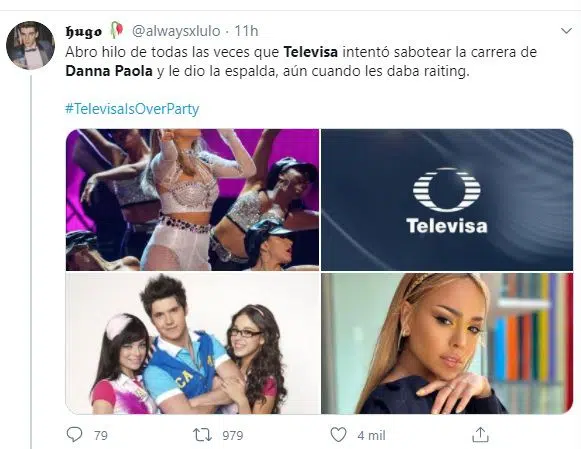 hugo @alwaysxlulo · 11h
Abro hilo de todas las veces que Televisa intentó sabotear la carrera de
Danna Paola y le dio la espalda, aún cuando les daba raiting.
#TelevisaIsOverParty
Televisa
CA
79 979 4 mil